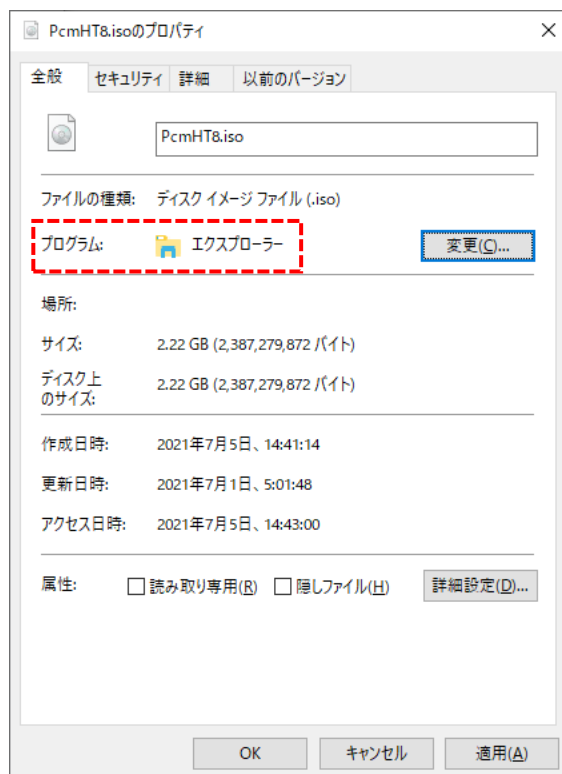 PcmHT8.isoのプロパティ
全般 セキュリティ 詳細 以前のバージョン
PcmHT8.iso
ファイルの種類: ディスク イメージ ファイル (.iso)
プログラム: エクスプローラー 変更(C)...
場所:
サイズ: 2.22 GB (2,387,279,872 バイト)
ディスク上
のサイズ: 2.22 GB (2,387,279,872 バイト)
作成日時: 2021年7月5日、14:41:14
更新日時: 2021年7月1日、5:01:48
アクセス日時: 2021年7月5日、14:43:00
属性: 読み取り専用(R) 隠しファイル(H) 詳細設定(D)...
OK キャンセル 適用(A)